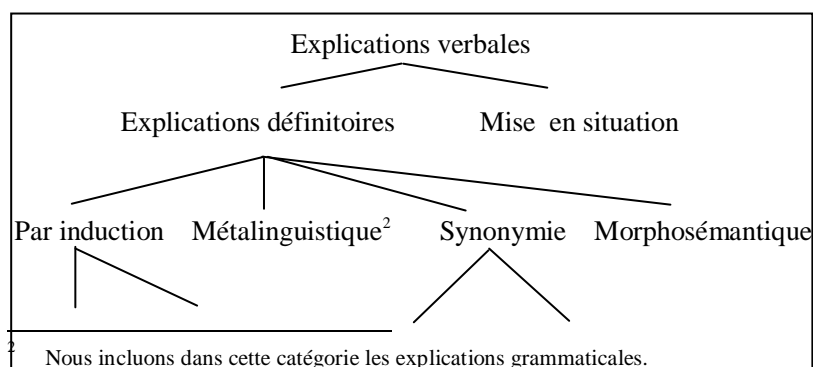 Explications verbales
Explications définitoires Mise en situation
Par induction Métalinguistique² Synonymie Morphosémantique
2 Nous incluons dans cette catégorie les explications grammaticales.